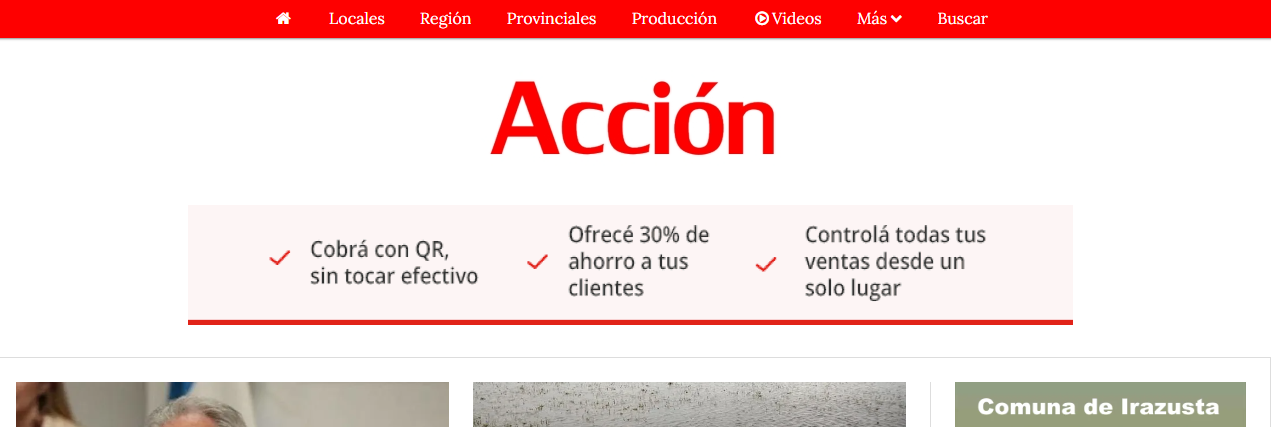 Locales Región Provinciales Producción Videos Más Buscar
Acción
Cobrá con QR,
sin tocar efectivo
Ofrecé 30% de
ahorro a tus
clientes
Controlá todas tus
ventas desde un
solo lugar
Comuna de Irazusta